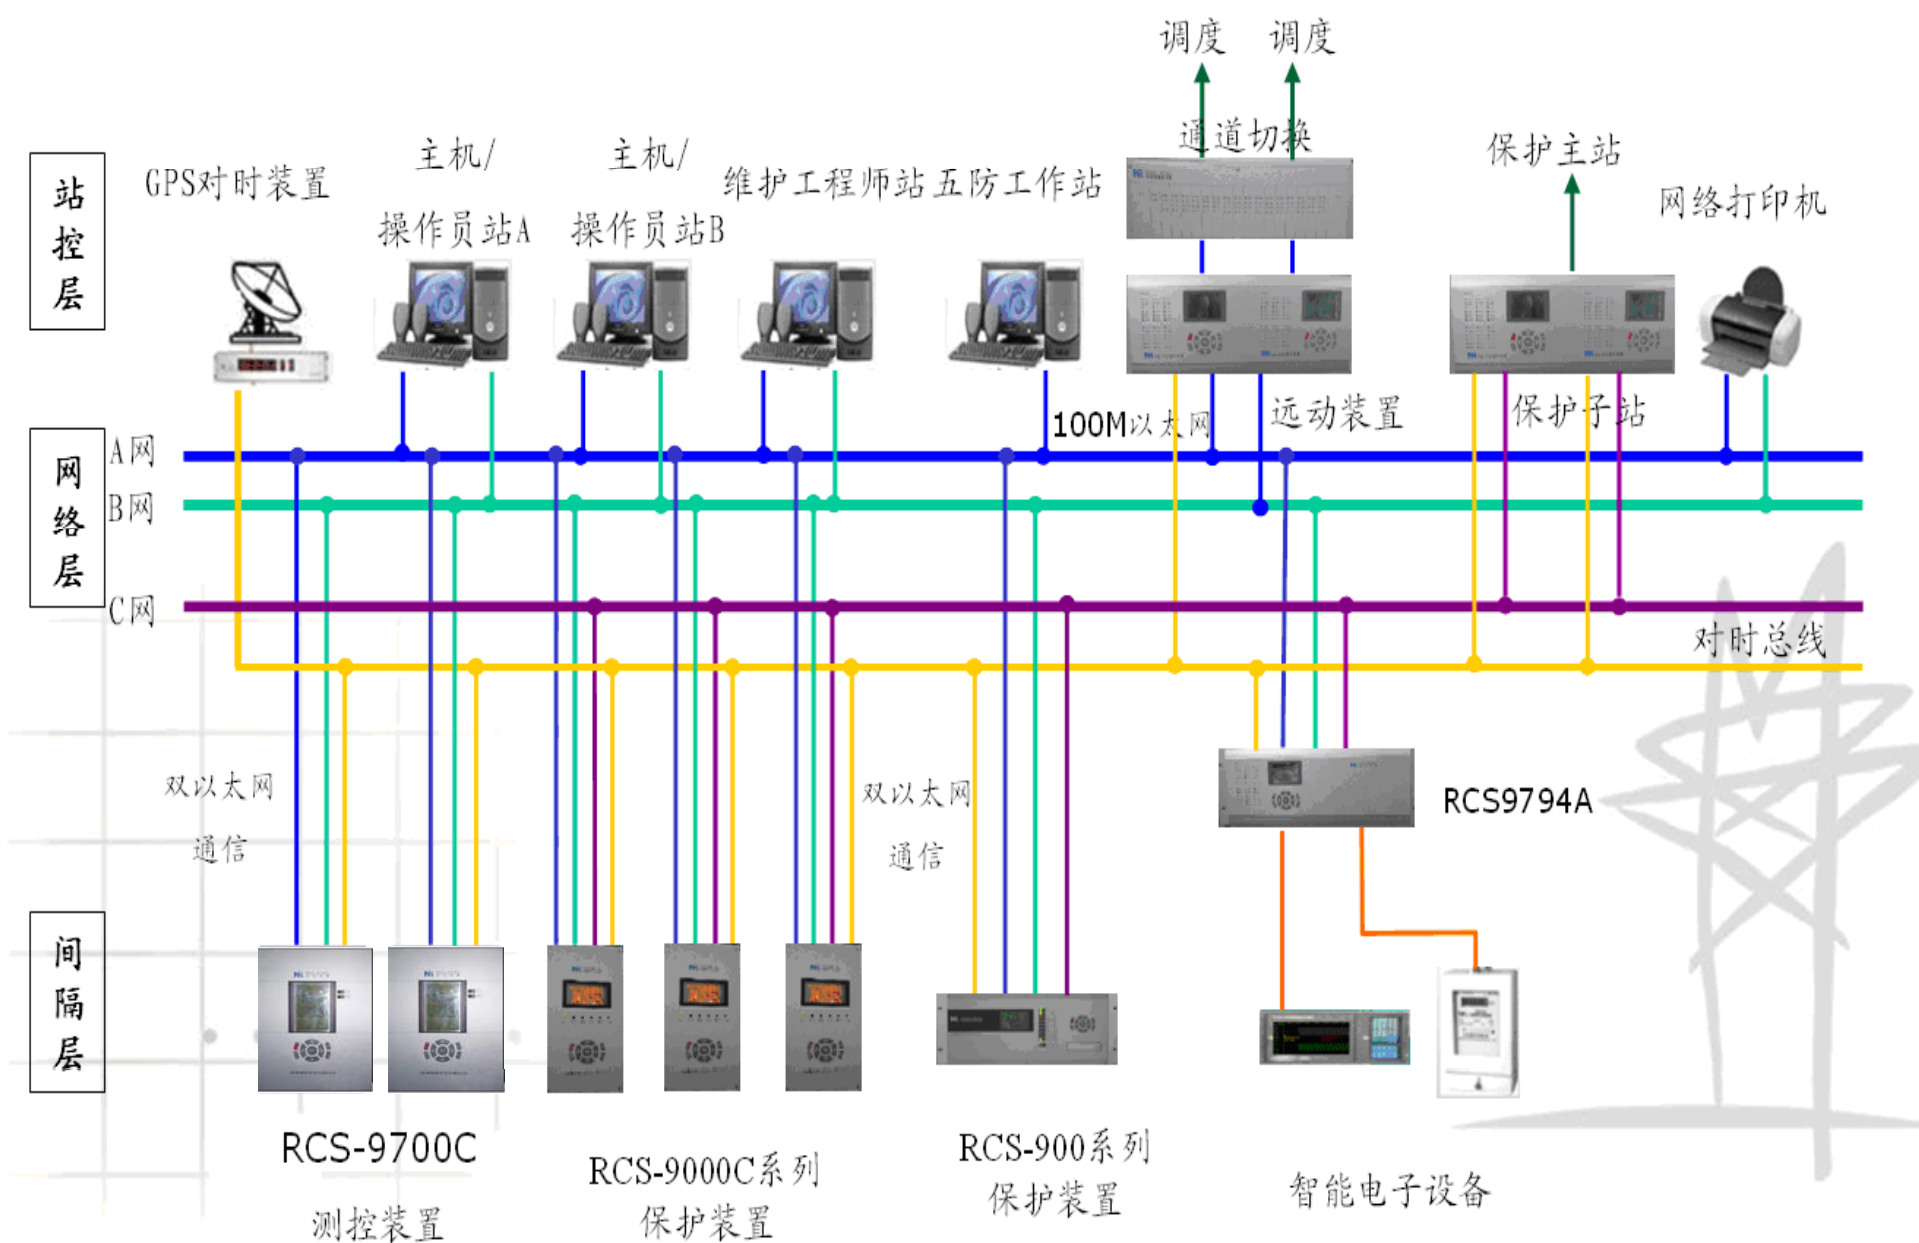 调度
调度
通道切换
主机/
操作员站A
主机/
操作员站B
GPS对时装置
维护工程师站
五防工作站
保护主站
网络打印机
站控层
100M以太网
远动装置
保护子站
A网
B网
C网
网络层
对时总线
双以太网
通信
双以太网
通信
RCS9794A
间隔层
RCS-9700C
测控装置
RCS-9000C系列
保护装置
RCS-900系列
保护装置
智能电子设备